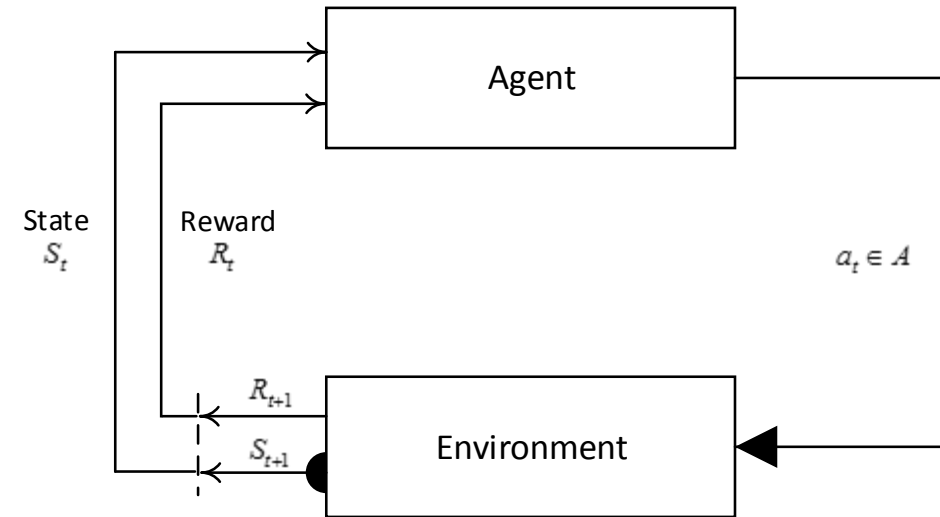 Agent
State
Reward
S_t
R_t
a_t ∈ A
R_{t+1}
S_{t+1}
Environment